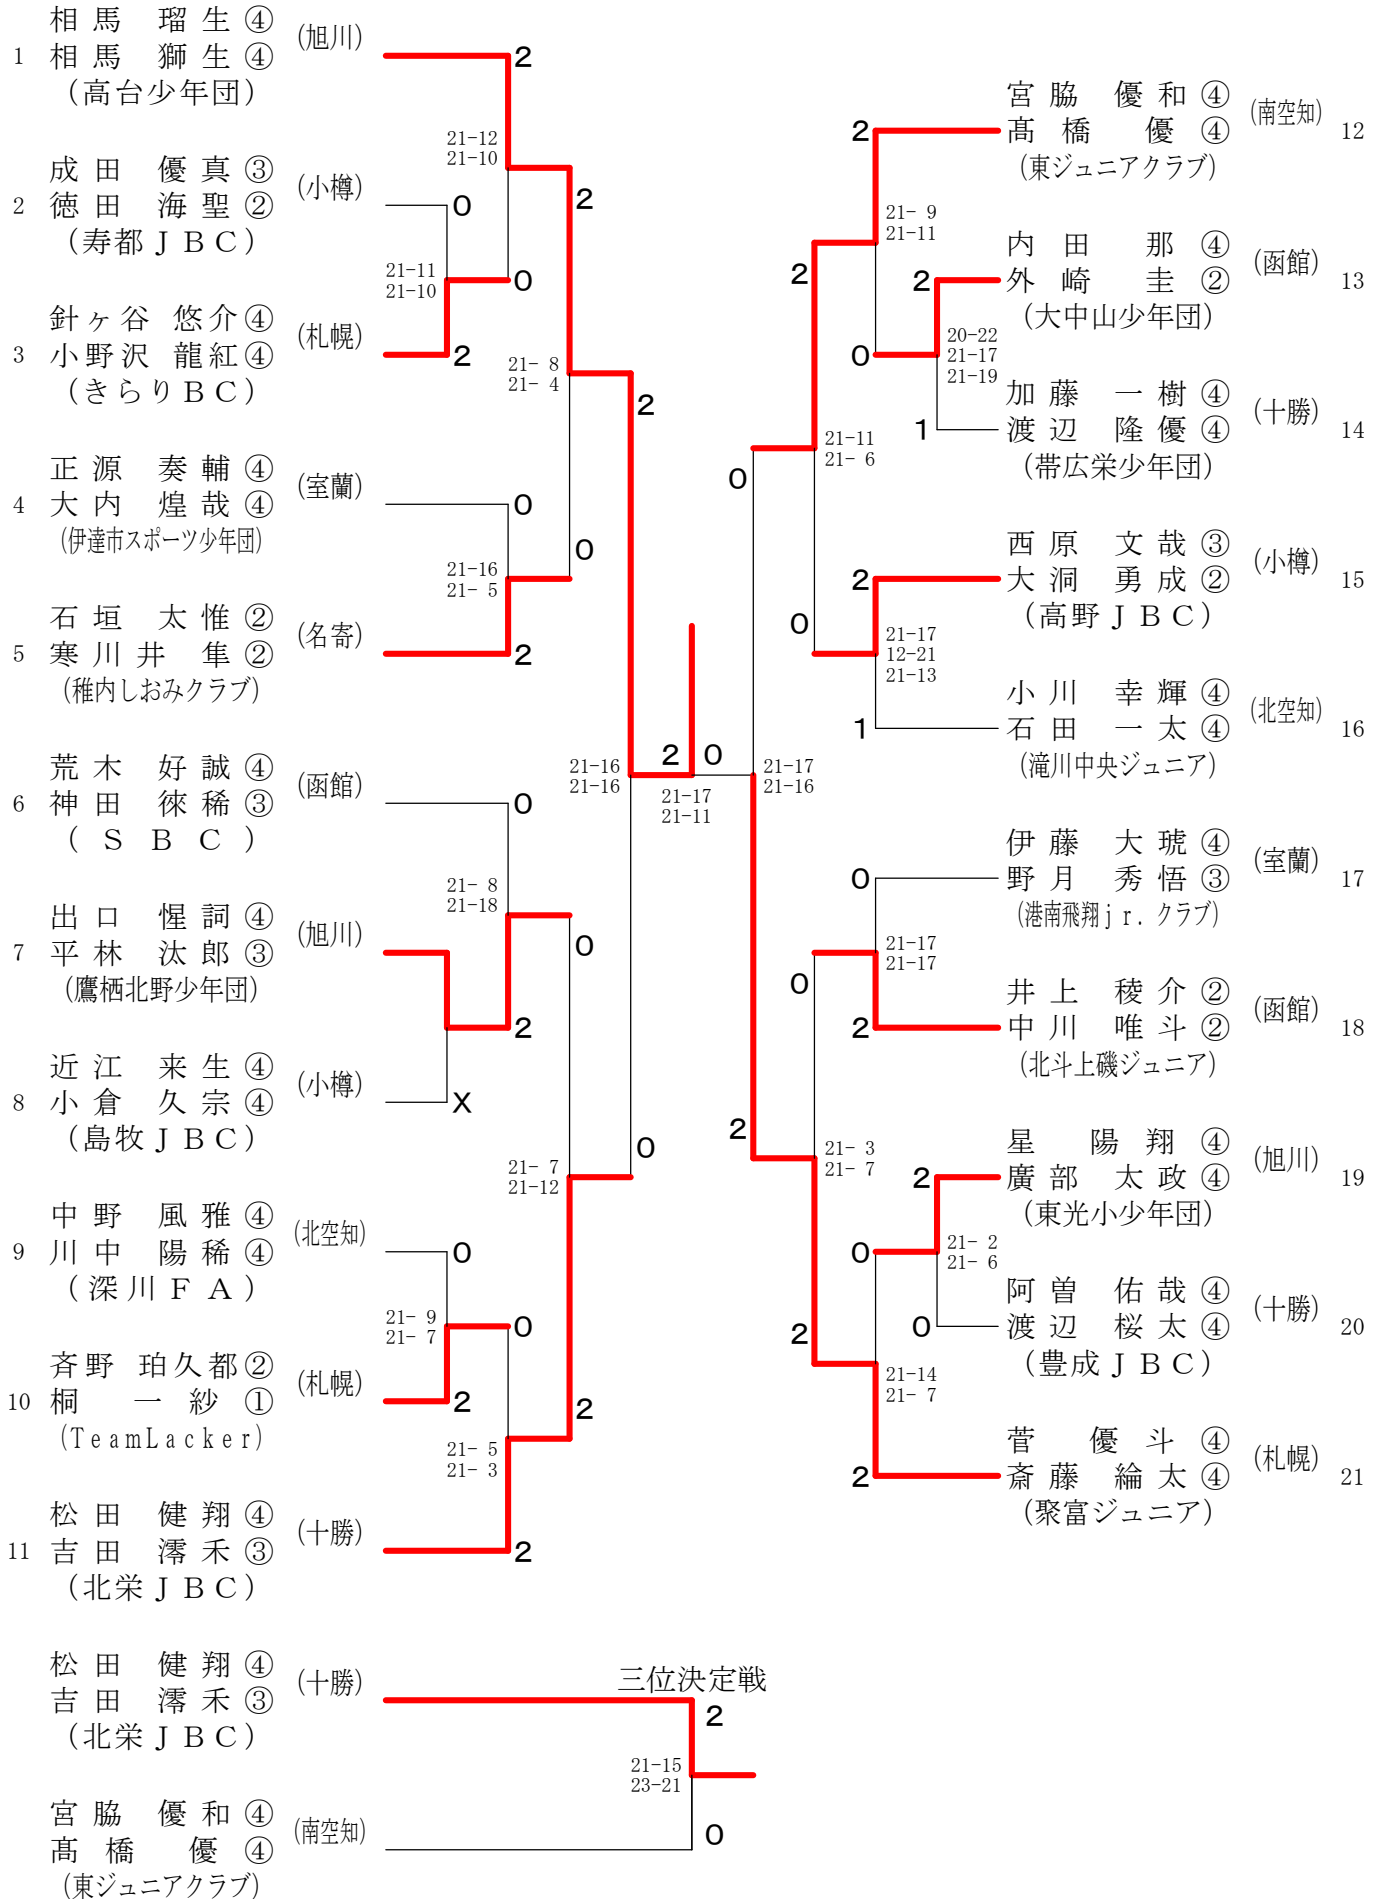 相馬 瑠生④
1 相馬 獅生④ (旭川)
(高台少年団)
2
21-12
21-10
成田 優真③
2 徳田 海聖② (小樽)
(寿都ＪＢＣ)
0
2
21-11
21-10
0
針ヶ谷 悠介④
3 小野沢 龍紅④ (札幌)
(きらりＢＣ)
2
21- 8
21- 4
2
正源 奏輔④
4 大内 煌哉④ (室蘭)
(伊達市スポーツ少年団)
0
0
21-16
21- 5
石垣 太惟②
5 寒川井 隼② (名寄)
(稚内しおみクラブ)
2
荒木 好誠④
6 神田 徠稀③ (函館)
(ＳＢＣ)
0
21-16
21-16
2 0
21-17
21-11
21- 8
21-18
出口 惺詞④
7 平林 汰郎③ (旭川)
(鷹栖北野少年団)
0
2
近江 来生④
8 小倉 久宗④ (小樽)
(島牧ＪＢＣ)
X
0
21- 7
21-12
中野 風雅④
9 川中 陽稀④ (北空知)
(深川ＦＡ)
0
21- 9
21- 7
0
斉野 珀久都②
10 桐 一紗① (札幌)
(TeamLacker)
2
2
21- 5
21- 3
松田 健翔④
11 吉田 澪禾③ (十勝)
(北栄ＪＢＣ)
2
宮脇 優和④
髙橋 優④ (南空知) 12
(東ジュニアクラブ)
2
21- 9
21-11
2
内田 那④
外崎 圭② (函館) 13
(大中山少年団)
2
0
20-22
21-17
21-19
加藤 一樹④
渡辺 隆優④ (十勝) 14
(帯広栄少年団)
1
21-11
21- 6
0
西原 文哉③
大洞 勇成② (小樽) 15
(高野ＪＢＣ)
2
0
21-17
12-21
21-13
小川 幸輝④
石田 一太④ (北空知) 16
(滝川中央ジュニア)
1
21-17
21-16
伊藤 大琥④
野月 秀悟③ (室蘭) 17
(港南飛翔ｊｒ．クラブ)
0
21-17
21-17
0
井上 稜介②
中川 唯斗② (函館) 18
(北斗上磯ジュニア)
2
2
21- 3
21- 7
星 陽翔④
廣部 太政④ (旭川) 19
(東光小少年団)
2
0
21- 2
21- 6
阿曽 佑哉④
渡辺 桜太④ (十勝) 20
(豊成ＪＢＣ)
0
2
21-14
21- 7
菅 優斗④
斎藤 綸太④ (札幌) 21
(聚富ジュニア)
2
三位決定戦
松田 健翔④
吉田 澪禾③ (十勝)
(北栄ＪＢＣ)
2
21-15
23-21
宮脇 優和④
髙橋 優④ (南空知)
(東ジュニアクラブ)
0